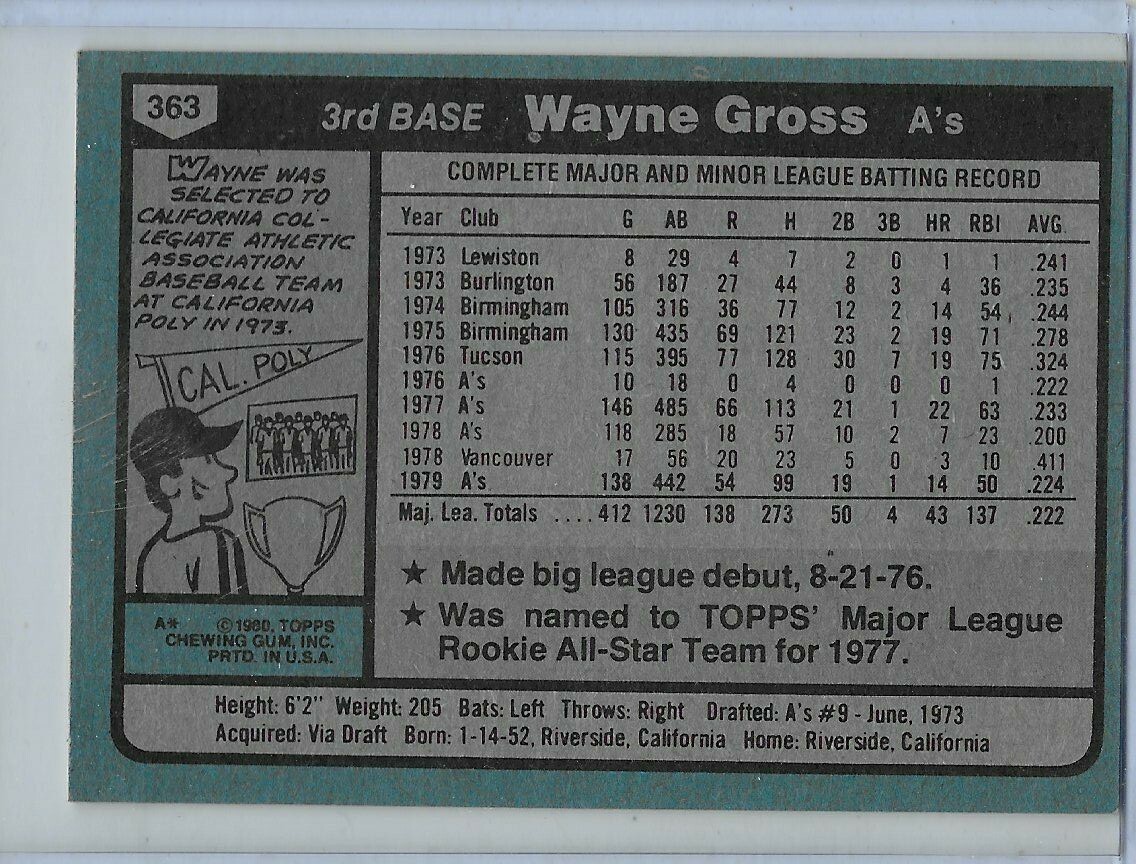 363 3rd BASE Wayne Gross A's
WAYNE WAS
SELECTED TO
CALIFORNIA COL-
LEGIATE ATHLETIC
ASSOCIATION
BASEBALL TEAM
AT CALIFORNIA
POLY IN 1973.
CAL. POLY
A* ©1980, TOPPS
CHEWING GUM, INC.
PRTD. IN U.S.A.
COMPLETE MAJOR AND MINOR LEAGUE BATTING RECORD
Year Club G AB R H 2B 3B HR RBI AVG.
1973 Lewiston 8 29 4 7 2 0 1 1 .241
1973 Burlington 56 187 27 44 8 3 4 36 .235
1974 Birmingham 105 316 36 77 12 2 14 54 .244
1975 Birmingham 130 435 69 121 23 2 19 71 .278
1976 Tucson 115 395 77 128 30 7 19 75 .324
1976 A's 10 18 0 4 0 0 0 1 .222
1977 A's 146 485 66 113 21 1 22 63 .233
1978 A's 118 285 18 57 10 2 7 23 .200
1978 Vancouver 17 56 20 23 5 0 3 10 .411
1979 A's 138 442 54 99 19 1 14 50 .224
Maj. Lea. Totals .... 412 1230 138 273 50 4 43 137 .222
★ Made big league debut, 8-21-76.
★ Was named to TOPPS' Major League
Rookie All-Star Team for 1977.
Height: 6'2" Weight: 205 Bats: Left Throws: Right Drafted: A's #9 - June, 1973
Acquired: Via Draft Born: 1-14-52, Riverside, California Home: Riverside, California